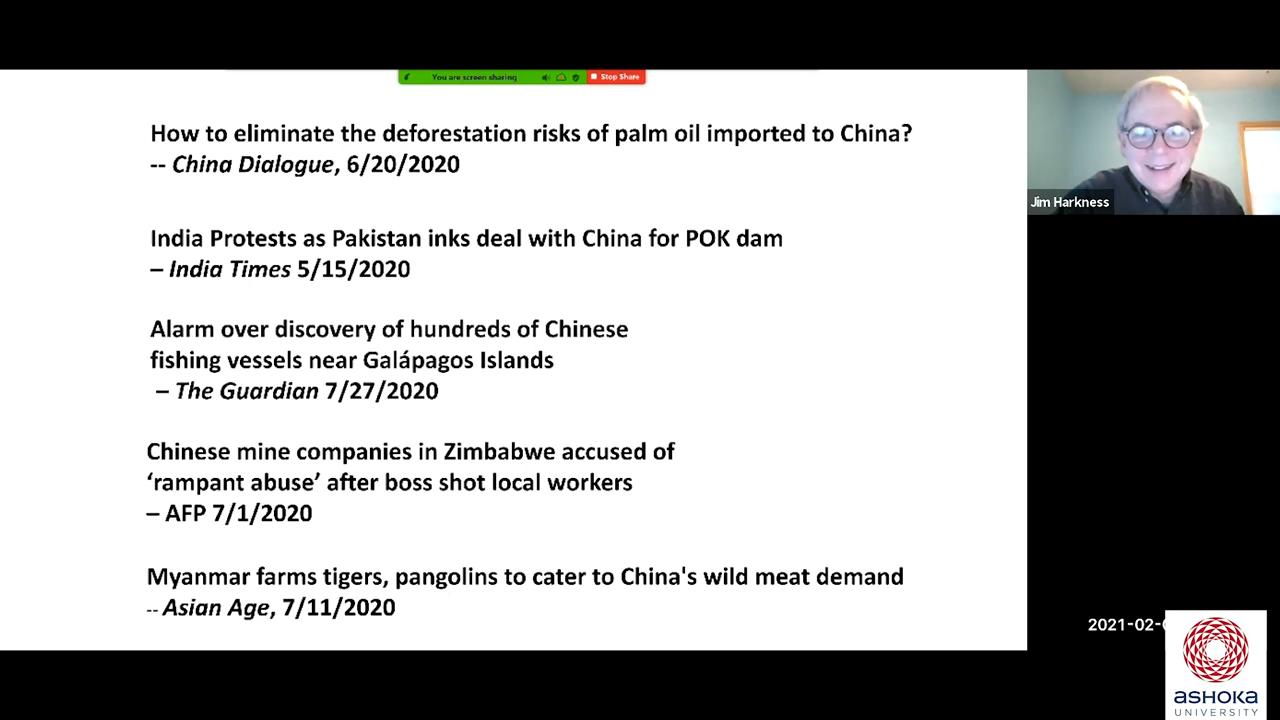 You are screen sharing
Stop Share
How to eliminate the deforestation risks of palm oil imported to China?
-- China Dialogue, 6/20/2020
India Protests as Pakistan inks deal with China for POK dam
– India Times 5/15/2020
Alarm over discovery of hundreds of Chinese
fishing vessels near Galápagos Islands
– The Guardian 7/27/2020
Chinese mine companies in Zimbabwe accused of
‘rampant abuse’ after boss shot local workers
– AFP 7/1/2020
Myanmar farms tigers, pangolins to cater to China's wild meat demand
-- Asian Age, 7/11/2020
Jim Harkness
2021-02-
ASHOKA
UNIVERSITY